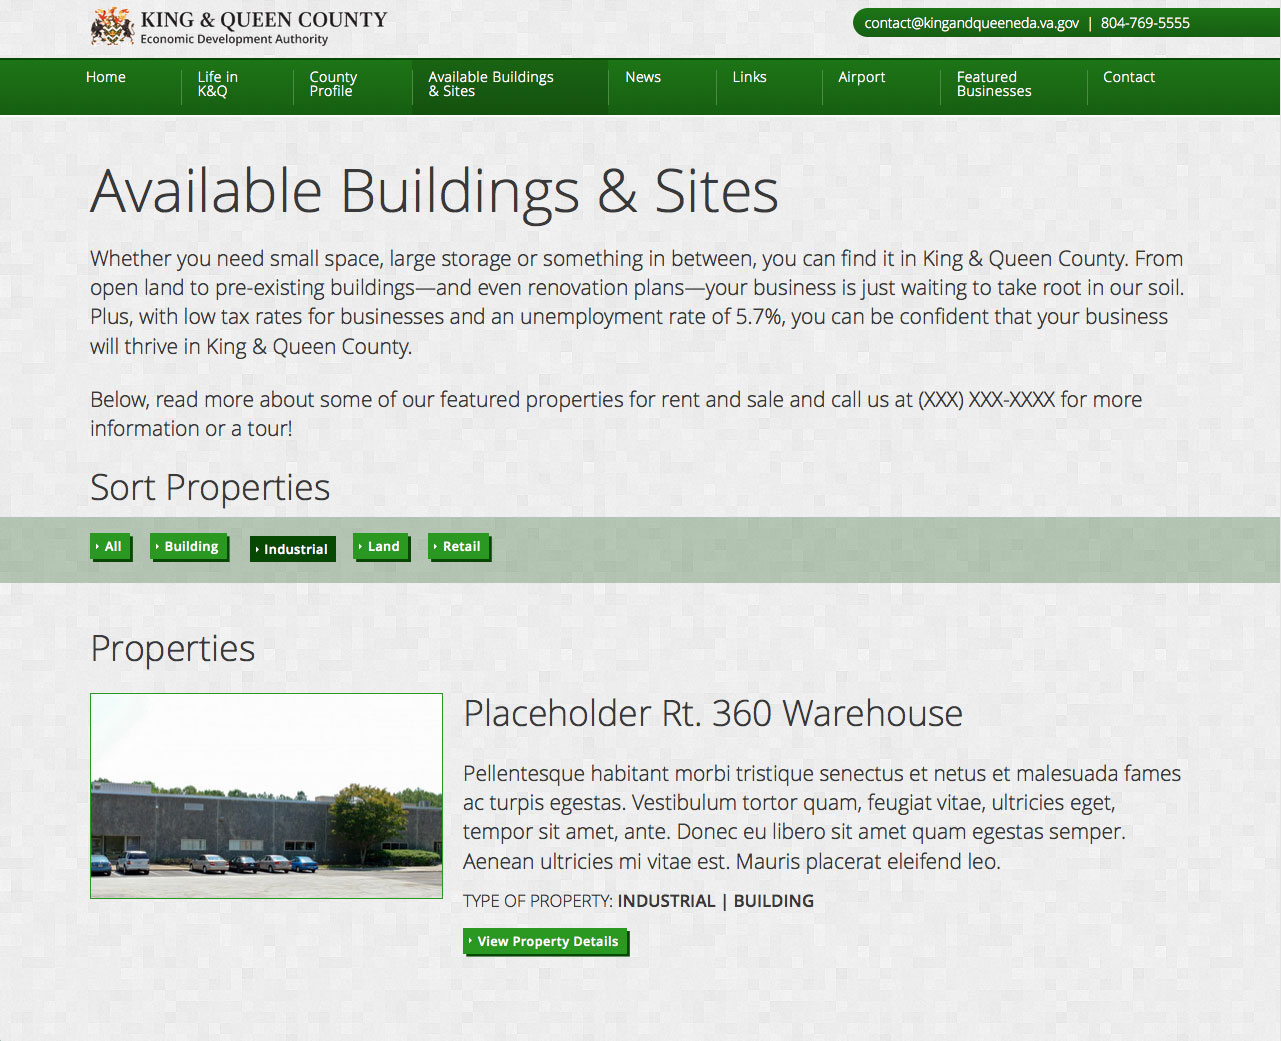 KING & QUEEN COUNTY
Economic Development Authority
contact@kingandqueeneda.va.gov | 804-769-5555
Home
Life in
K&Q
County
Profile
Available Buildings
& Sites
News
Links
Airport
Featured
Businesses
Contact
Available Buildings & Sites
Whether you need small space, large storage or something in between, you can find it in King & Queen County. From
open land to pre-existing buildings—and even renovation plans—your business is just waiting to take root in our soil.
Plus, with low tax rates for businesses and an unemployment rate of 5.7%, you can be confident that your business
will thrive in King & Queen County.
Below, read more about some of our featured properties for rent and sale and call us at (XXX) XXX-XXXX for more
information or a tour!
Sort Properties
All
Building
Industrial
Land
Retail
Properties
Placeholder Rt. 360 Warehouse
Pellentesque habitant morbi tristique senectus et netus et malesuada fames
ac turpis egestas. Vestibulum tortor quam, feugiat vitae, ultricies eget,
tempor sit amet, ante. Donec eu libero sit amet quam egestas semper.
Aenean ultricies mi vitae est. Mauris placerat eleifend leo.
TYPE OF PROPERTY: INDUSTRIAL | BUILDING
View Property Details